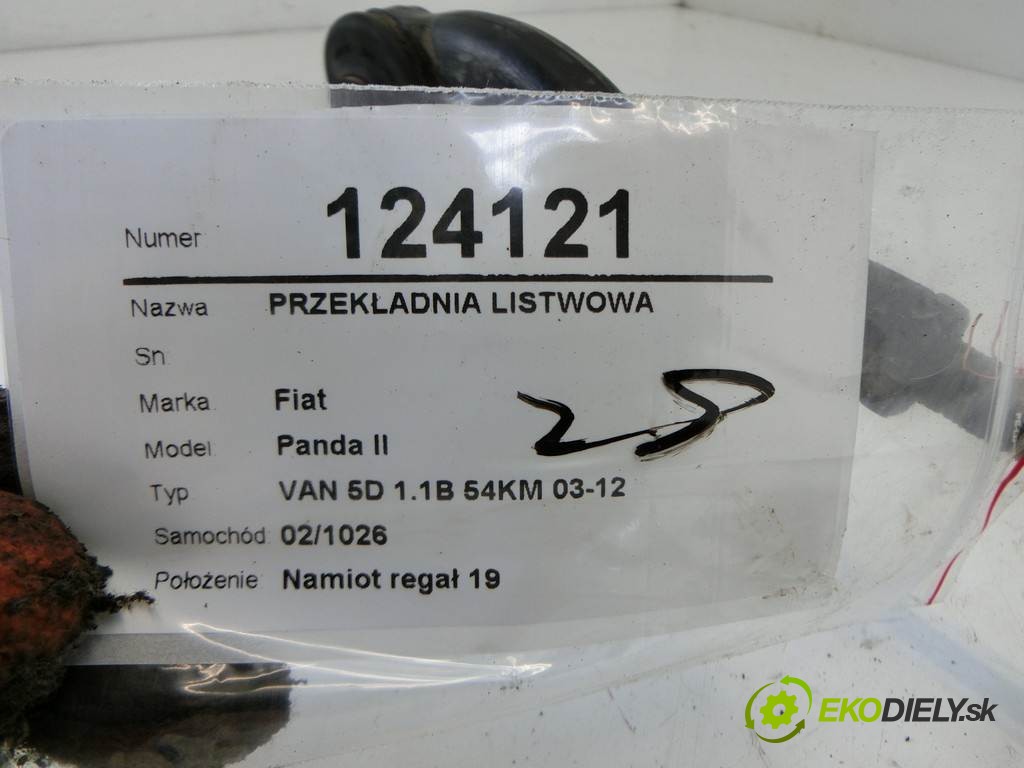 Numer 124121
Nazwa PRZEKŁADNIA LISTWOWA
Sn:
Marka Fiat
Model Panda II
Typ VAN 5D 1.1B 54KM 03-12
Samochód: 02/1026
Położenie: Namiot regał 19
EKODIELY.sk